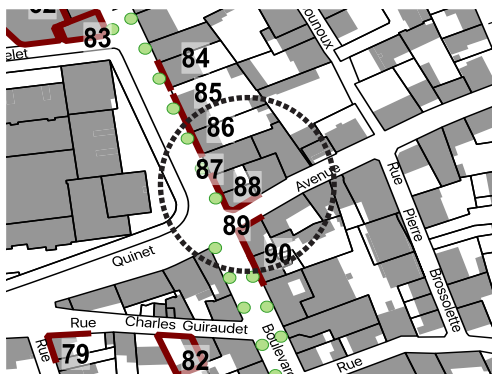 83
elet
84
85
86
87
88
Avenue
Rue
Pierre
Brossolette
89
90
Quinet
Rue Charles Guiraudet
Boulevard
Rue
Rue
79
82